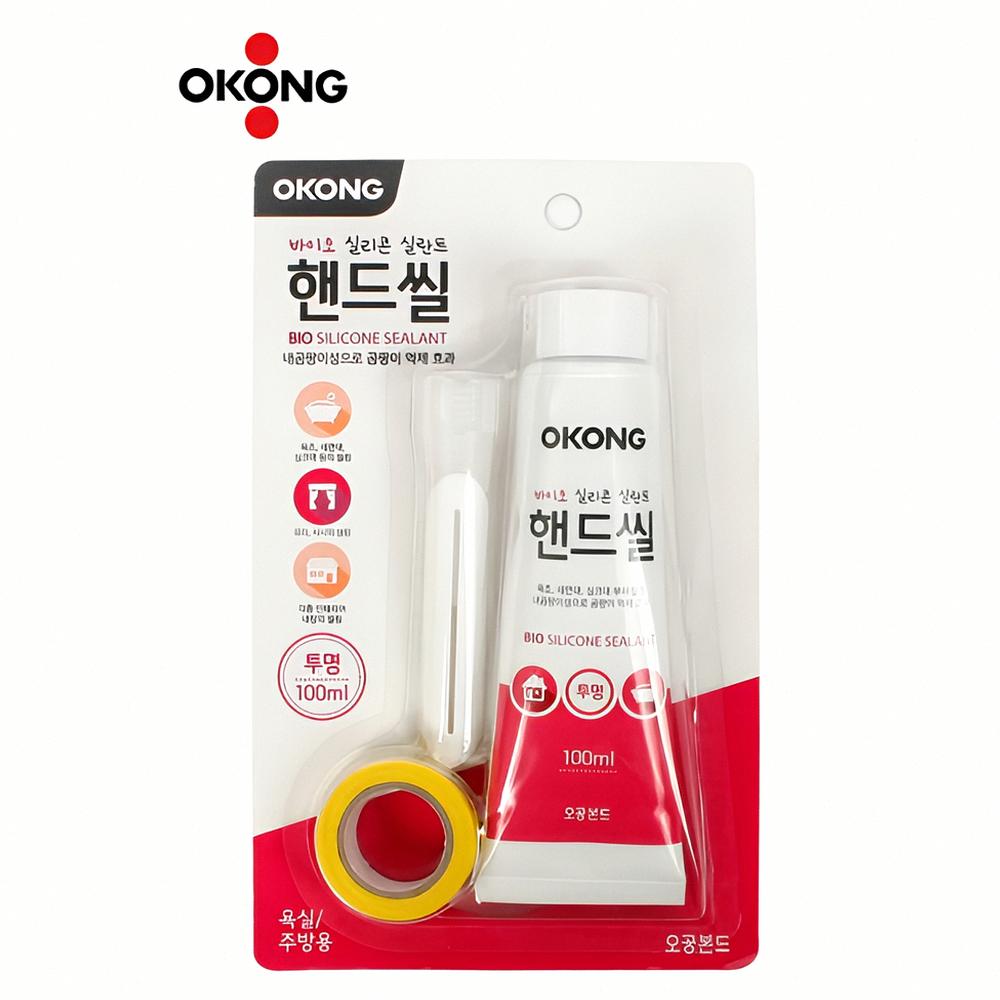 OKONG
OKONG
바이오 실리콘 실란트
핸드씰
BIO SILICONE SEALANT
내곰팡이성으로 곰팡이 억제 효과
투명
100ml
욕실/
주방용
OKONG
바이오 실리콘 실란트
핸드씰
BIO SILICONE SEALANT
투명
100ml
오공본드
오공본드